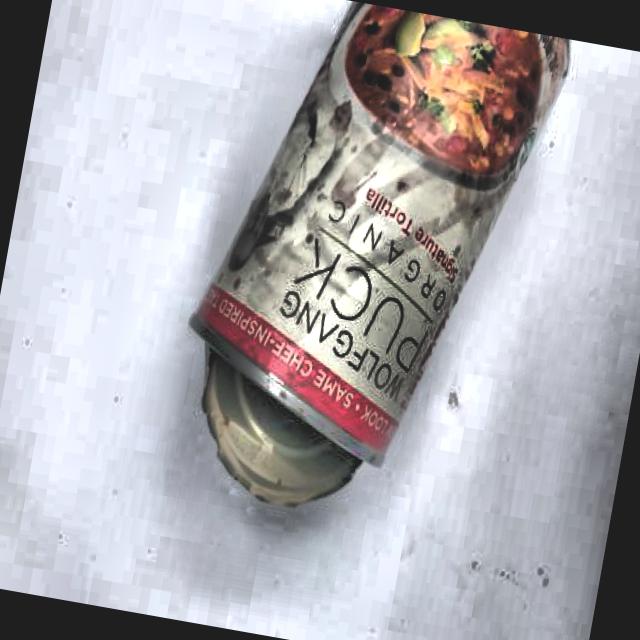 LOOK • SAME CHEF-INSPIRED
WOLFGANG
PUCK
ORGANIC
Signature Tortilla